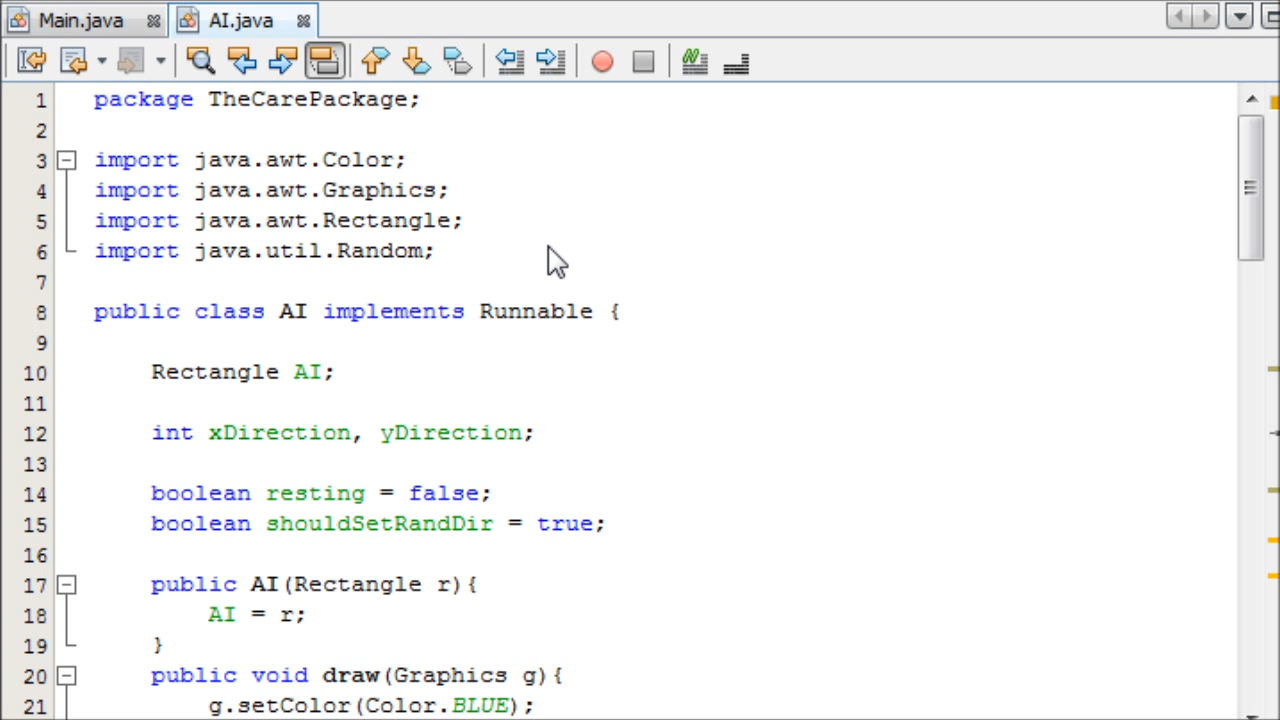 Main.java AI.java
1 package TheCarePackage;
2
3 import java.awt.Color;
4 import java.awt.Graphics;
5 import java.awt.Rectangle;
6 import java.util.Random;
7
8 public class AI implements Runnable {
9
10 Rectangle AI;
11
12 int xDirection, yDirection;
13
14 boolean resting = false;
15 boolean shouldSetRandDir = true;
16
17 public AI(Rectangle r){
18 AI = r;
19 }
20 public void draw(Graphics g){
21 g.setColor(Color.BLUE);